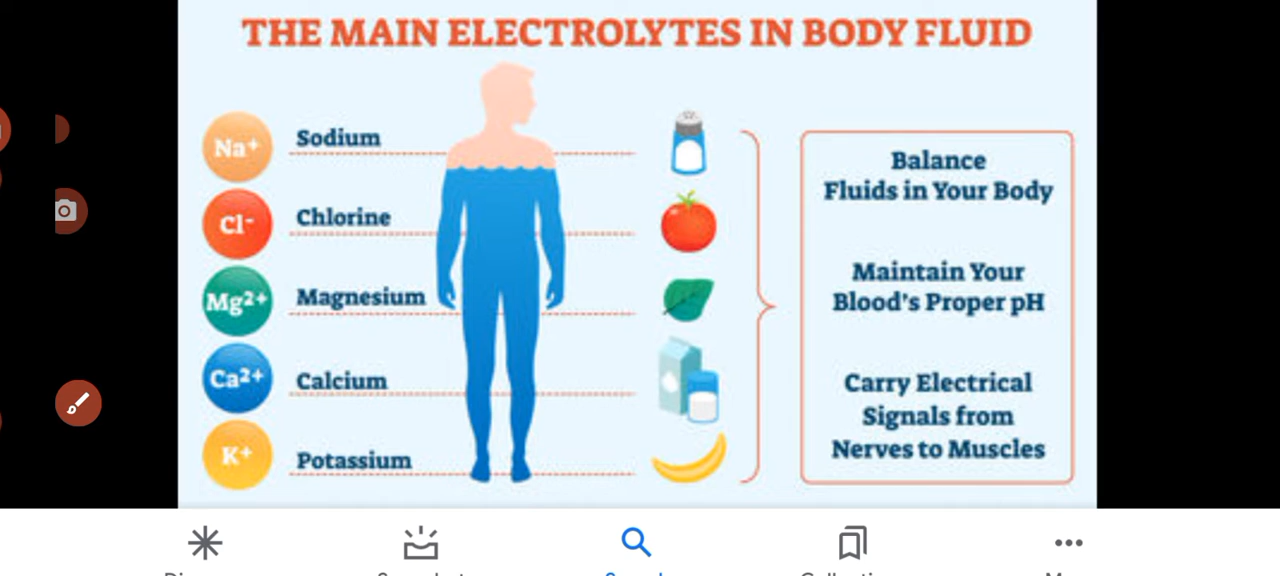 THE MAIN ELECTROLYTES IN BODY FLUID
Na+
Sodium
Cl-
Chlorine
Mg2+
Magnesium
Ca2+
Calcium
K+
Potassium
Balance
Fluids in Your Body
Maintain Your
Blood's Proper pH
Carry Electrical
Signals from
Nerves to Muscles